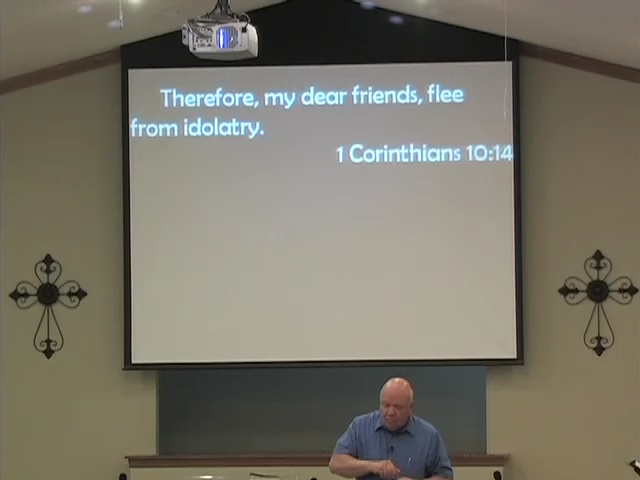 Therefore, my dear friends, flee
from idolatry.
1 Corinthians 10:14